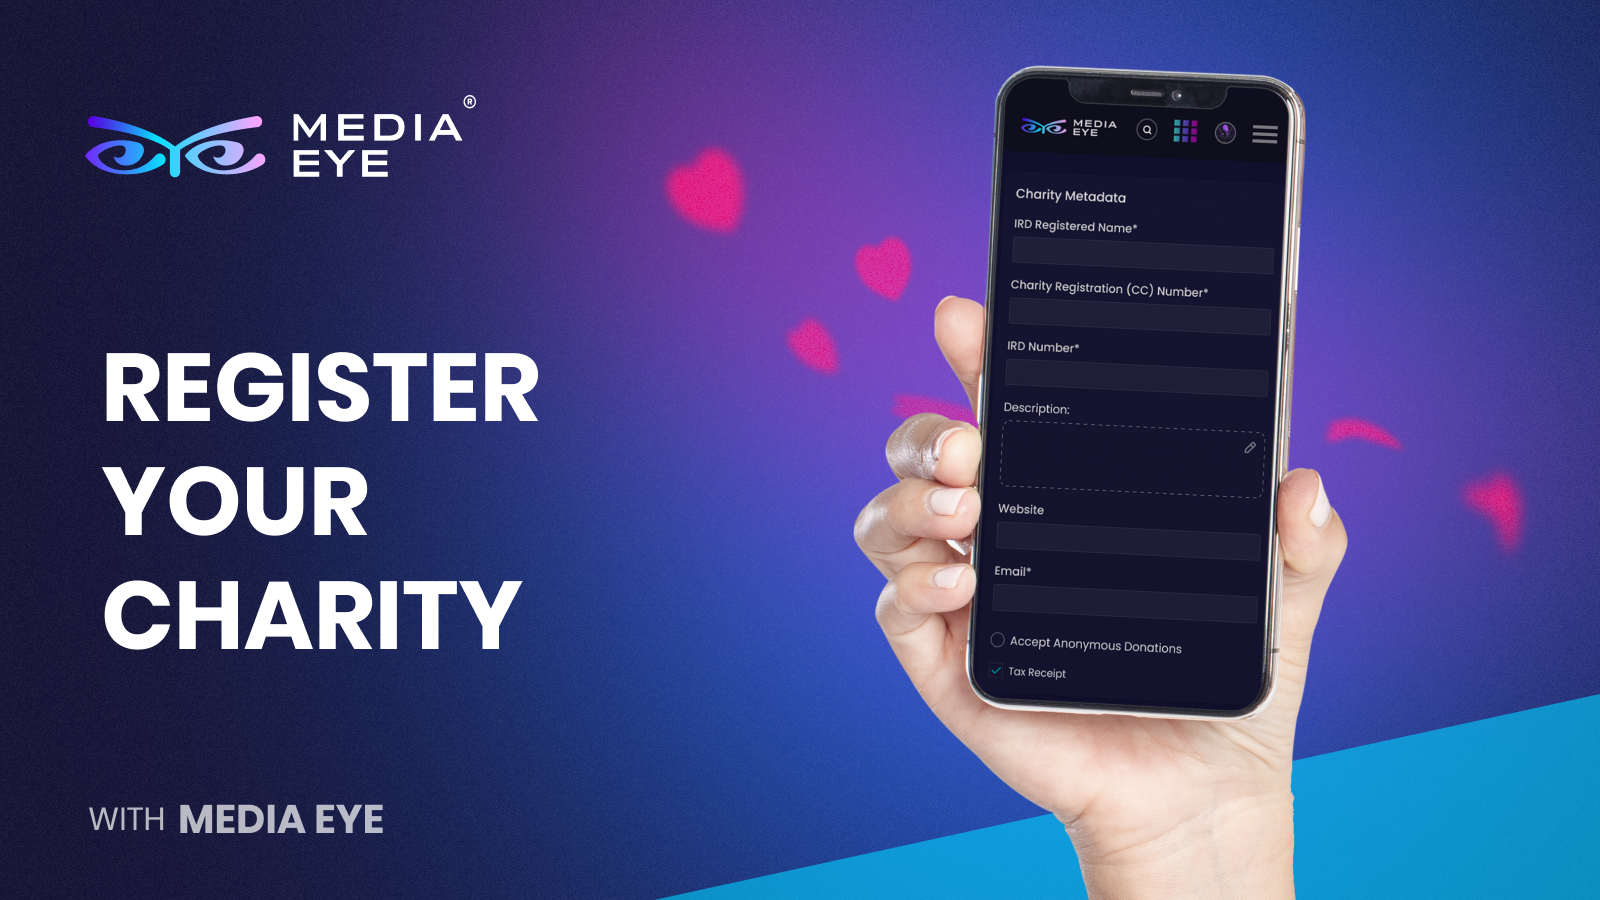 MEDIA
EYE
®
REGISTER
YOUR
CHARITY
WITH MEDIA EYE
MEDIA
EYE
Charity Metadata
IRD Registered Name*
Charity Registration (CC) Number*
IRD Number*
Description:
Website
Email*
Accept Anonymous Donations
Tax Receipt